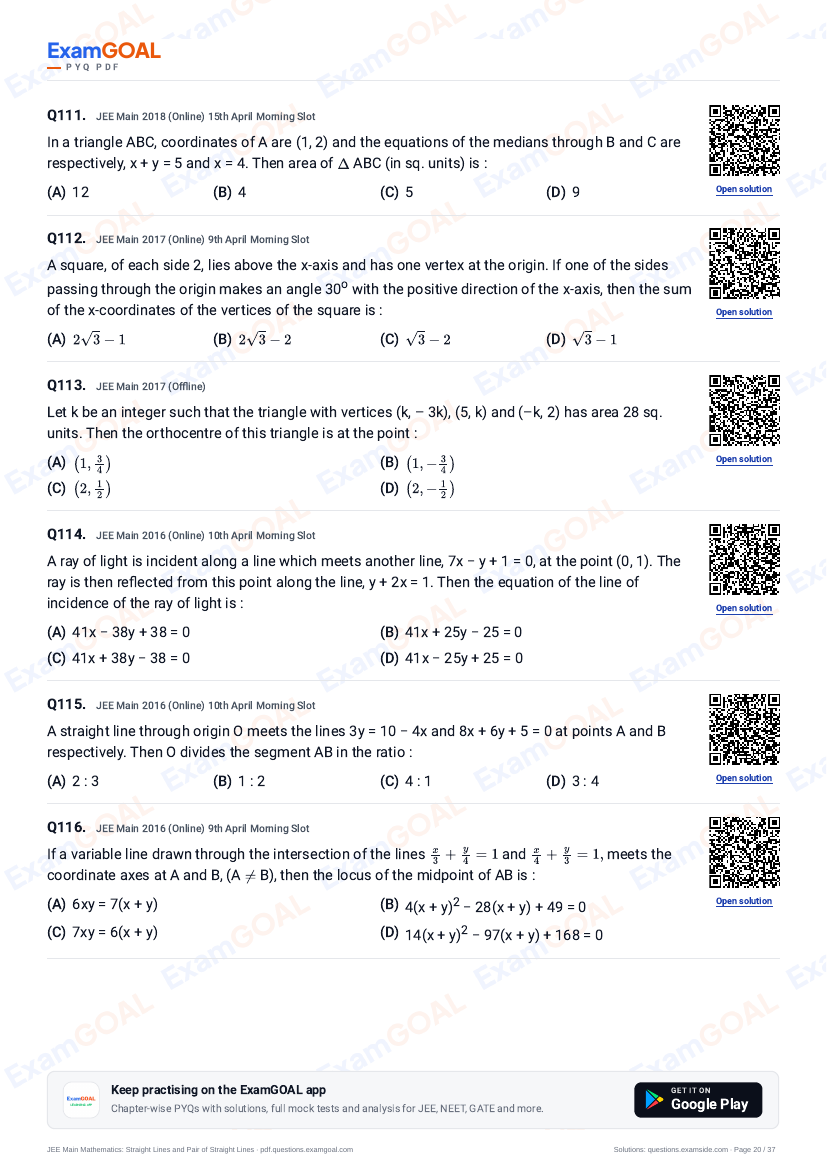 ExamGOAL
PYQ PDF
Q111. JEE Main 2018 (Online) 15th April Morning Slot
In a triangle ABC, coordinates of A are (1, 2) and the equations of the medians through B and C are
respectively, x + y = 5 and x = 4. Then area of Δ ABC (in sq. units) is :
(A) 12 (B) 4 (C) 5 (D) 9
Open solution
Q112. JEE Main 2017 (Online) 9th April Morning Slot
A square, of each side 2, lies above the x-axis and has one vertex at the origin. If one of the sides
passing through the origin makes an angle 30° with the positive direction of the x-axis, then the sum
of the x-coordinates of the vertices of the square is :
(A) 2√3 − 1 (B) 2√3 − 2 (C) √3 − 2 (D) √3 − 1
Open solution
Q113. JEE Main 2017 (Offline)
Let k be an integer such that the triangle with vertices (k, − 3k), (5, k) and (−k, 2) has area 28 sq.
units. Then the orthocentre of this triangle is at the point :
(A) (1, 3/4) (B) (1, −3/4)
(C) (2, 1/2) (D) (2, −1/2)
Open solution
Q114. JEE Main 2016 (Online) 10th April Morning Slot
A ray of light is incident along a line which meets another line, 7x − y + 1 = 0, at the point (0, 1). The
ray is then reflected from this point along the line, y + 2x = 1. Then the equation of the line of
incidence of the ray of light is :
(A) 41x − 38y + 38 = 0 (B) 41x + 25y − 25 = 0
(C) 41x + 38y − 38 = 0 (D) 41x − 25y + 25 = 0
Open solution
Q115. JEE Main 2016 (Online) 10th April Morning Slot
A straight line through origin O meets the lines 3y = 10 − 4x and 8x + 6y + 5 = 0 at points A and B
respectively. Then O divides the segment AB in the ratio :
(A) 2 : 3 (B) 1 : 2 (C) 4 : 1 (D) 3 : 4
Open solution
Q116. JEE Main 2016 (Online) 9th April Morning Slot
If a variable line drawn through the intersection of the lines x/3 + y/4 = 1 and x/4 + y/3 = 1, meets the
coordinate axes at A and B, (A ≠ B), then the locus of the midpoint of AB is :
(A) 6xy = 7(x + y) (B) 4(x + y)² − 28(x + y) + 49 = 0
(C) 7xy = 6(x + y) (D) 14(x + y)² − 97(x + y) + 168 = 0
Open solution
Keep practising on the ExamGOAL app
Chapter-wise PYQs with solutions, full mock tests and analysis for JEE, NEET, GATE and more.
ExamGOAL
GET IT ON
Google Play
JEE Main Mathematics: Straight Lines and Pair of Straight Lines · pdf.questions.examgoal.com
Solutions: questions.examside.com · Page 20 / 37